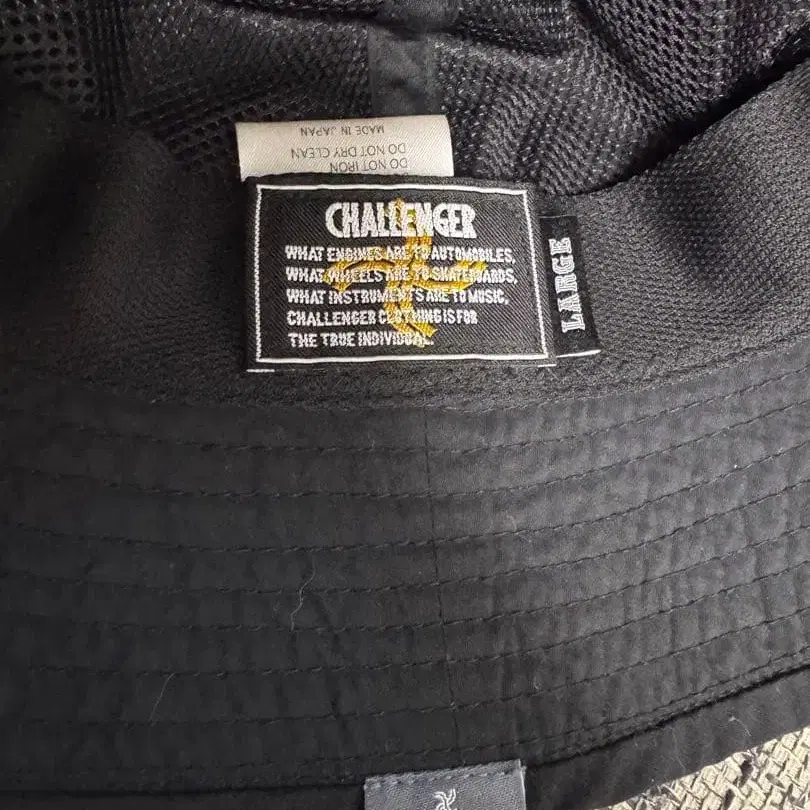 MADE IN JAPAN
DO NOT DRY CLEAN
DO NOT IRON
CHALLENGER
WHAT ENGINES ARE TO AUTOMOBILES,
WHAT WHEELS ARE TO SKATEBOARDS,
WHAT INSTRUMENTS ARE TO MUSIC,
CHALLENGER CLOTHING IS FOR
THE TRUE INDIVIDUAL.
LARGE